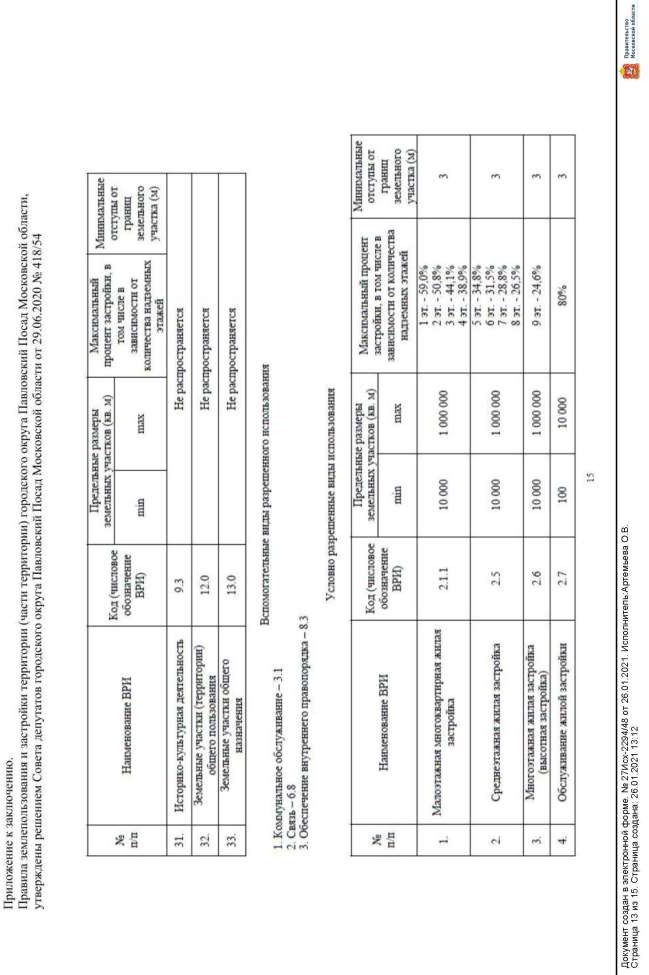 Приложение к заключению.
Правила землепользования и застройки территории (части территории) городского округа Павловский Посад Московской области,
утверждены решением Совета депутатов городского округа Павловский Посад Московской области от 29.06.2020 № 418/54
№ п/п
Наименование ВРИ
Код (числовое обозначение ВРИ)
Предельные размеры земельных участков (кв. м)
min
max
Максимальный процент застройки, в том числе в зависимости от количества надземных этажей
Минимальные отступы от границ земельного участка (м)
31. Историко-культурная деятельность 9.3 Не распространяется
32. Земельные участки (территории) общего пользования 12.0 Не распространяется
33. Земельные участки общего назначения 13.0 Не распространяется
Вспомогательные виды разрешенного использования
1. Коммунальное обслуживание – 3.1
2. Связь – 6.8
3. Обеспечение внутреннего правопорядка – 8.3
Условно разрешенные виды использования
№ п/п
Наименование ВРИ
Код (числовое обозначение ВРИ)
Предельные размеры земельных участков (кв. м)
min
max
Максимальный процент застройки, в том числе в зависимости от количества надземных этажей
Минимальные отступы от границ земельного участка (м)
1. Малоэтажная многоквартирная жилая застройка 2.1.1 10 000 1 000 000
1 эт. - 59,0%
2 эт. - 50,8%
3 эт. - 44,1%
4 эт. - 38,9%
3
2. Среднеэтажная жилая застройка 2.5 10 000 1 000 000
5 эт. - 34,8%
6 эт. - 31,5%
7 эт. - 28,8%
8 эт. - 26,5%
3
3. Многоэтажная жилая застройка (высотная застройка) 2.6 10 000 1 000 000 9 эт. - 24,6% 3
4. Обслуживание жилой застройки 2.7 100 10 000 80% 3
15
Документ создан в электронной форме. № 27Исх-2294/48 от 26.01.2021. Исполнитель:Артемьева О.В.
Страница 13 из 15. Страница создана: 26.01.2021 13:12
Правительство
Московской области